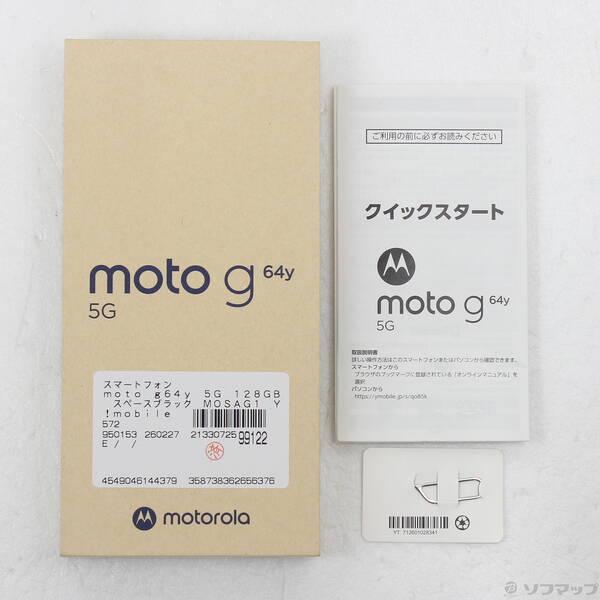 moto g 64y
5G
スマートフォン
moto g64y 5G 128GB
スペースブラック MOSAG1 Y
!mobile
572
950153 260227 21330725 99122
E / /
4549046144379 358738362656376
motorola
ご利用の前に必ずお読みください
クイックスタート
moto g 64y
5G
取扱説明書
詳しい操作方法はこのスマートフォンまたはパソコンから確認できます。
スマートフォンから
ブラウザのブックマークに登録されている「オンラインマニュアル」を
選択
パソコンから
https://ymobile.jp/s/qo85k
YT 712601028341
ソフマップ